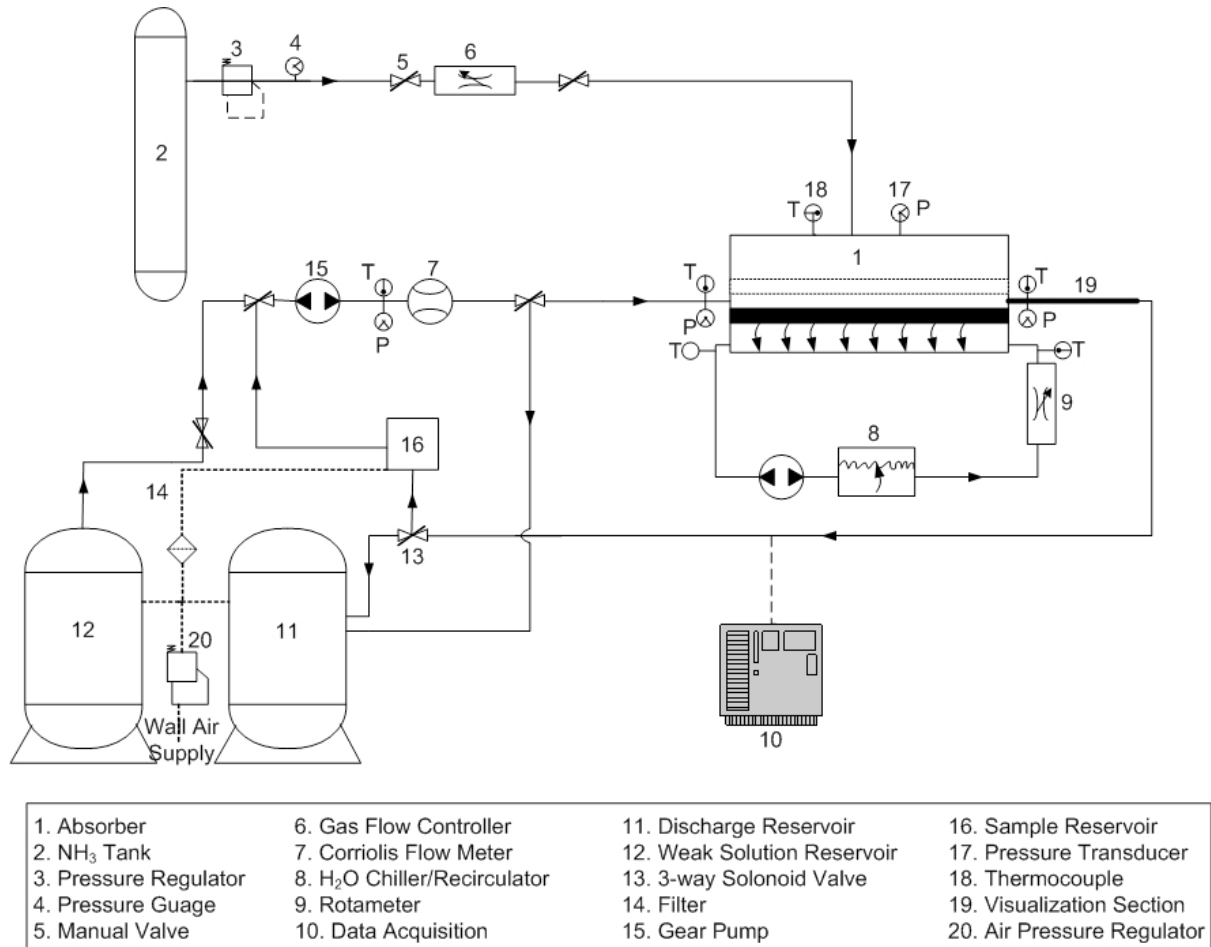 3
4
5
6
2
18
17
T
P
1
15
T
7
T
T
19
P
P
P
T
T
9
16
8
14
13
12
11
20
Wall Air
Supply
10
1. Absorber
2. NH₃ Tank
3. Pressure Regulator
4. Pressure Guage
5. Manual Valve
6. Gas Flow Controller
7. Corriolis Flow Meter
8. H₂O Chiller/Recirculator
9. Rotameter
10. Data Acquisition
11. Discharge Reservoir
12. Weak Solution Reservoir
13. 3-way Solonoid Valve
14. Filter
15. Gear Pump
16. Sample Reservoir
17. Pressure Transducer
18. Thermocouple
19. Visualization Section
20. Air Pressure Regulator